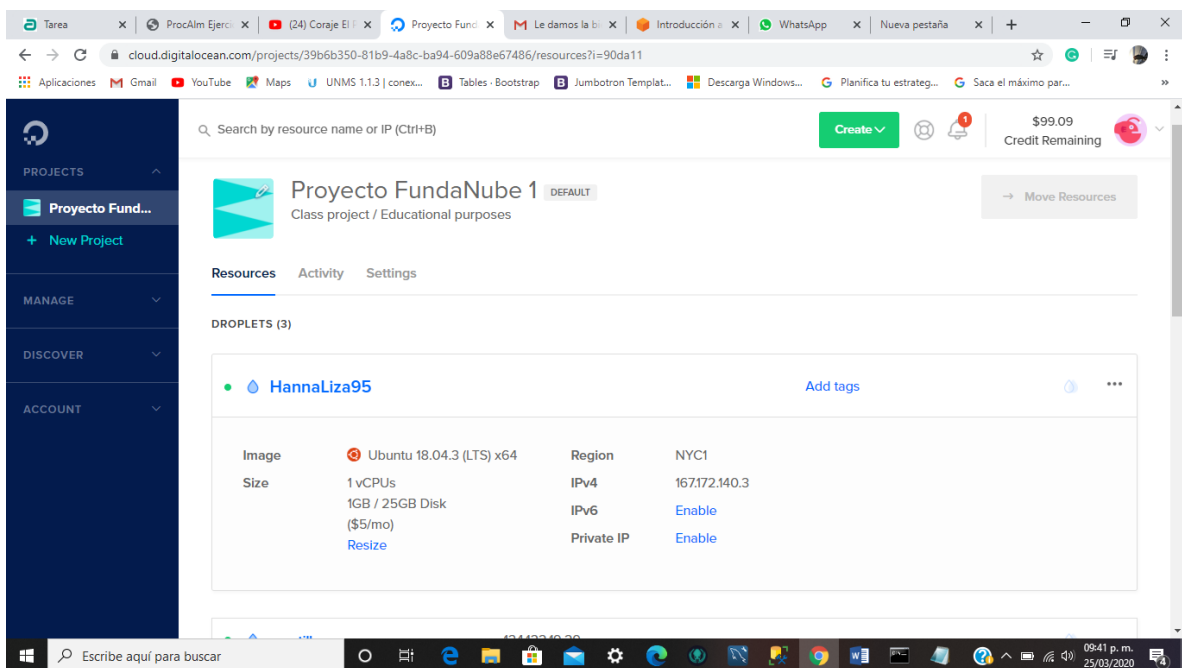 Tarea
ProcAlm Ejerci
(24) Coraje El P
Proyecto Fund
Le damos la bi
Introducción a
WhatsApp
Nueva pestaña
cloud.digitalocean.com/projects/39b6b350-81b9-4a8c-ba94-609a88e67486/resources?i=90da11
Aplicaciones
Gmail
YouTube
Maps
UNMS 1.1.3 | conex...
Tables · Bootstrap
Jumbotron Templat...
Descarga Windows...
Planifica tu estrateg...
Saca el máximo par...
Search by resource name or IP (Ctrl+B)
Create
1
$99.09
Credit Remaining
PROJECTS
Proyecto Fund...
+ New Project
MANAGE
DISCOVER
ACCOUNT
Proyecto FundaNube 1 DEFAULT
Class project / Educational purposes
→ Move Resources
Resources Activity Settings
DROPLETS (3)
HannaLiza95
Add tags
Image Ubuntu 18.04.3 (LTS) x64
Size 1 vCPUs
1GB / 25GB Disk
($5/mo)
Resize
Region NYC1
IPv4 167.172.140.3
IPv6 Enable
Private IP Enable
Escribe aquí para buscar
09:41 p. m.
25/03/2020
4